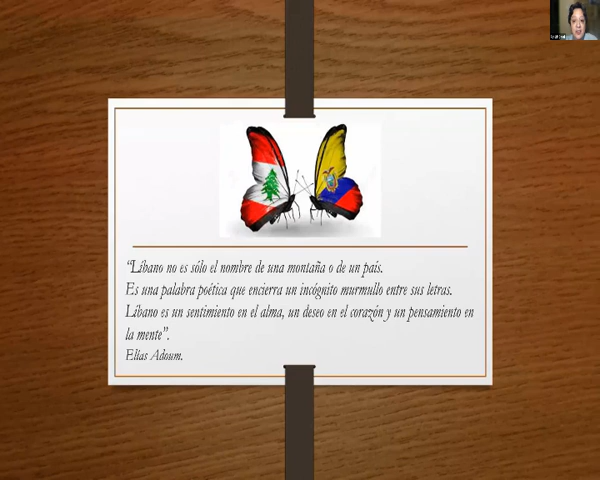 “Líbano no es sólo el nombre de una montaña o de un país.
Es una palabra poética que encierra un incógnito murmullo entre sus letras.
Líbano es un sentimiento en el alma, un deseo en el corazón y un pensamiento en
la mente”.
Elías Adoum.